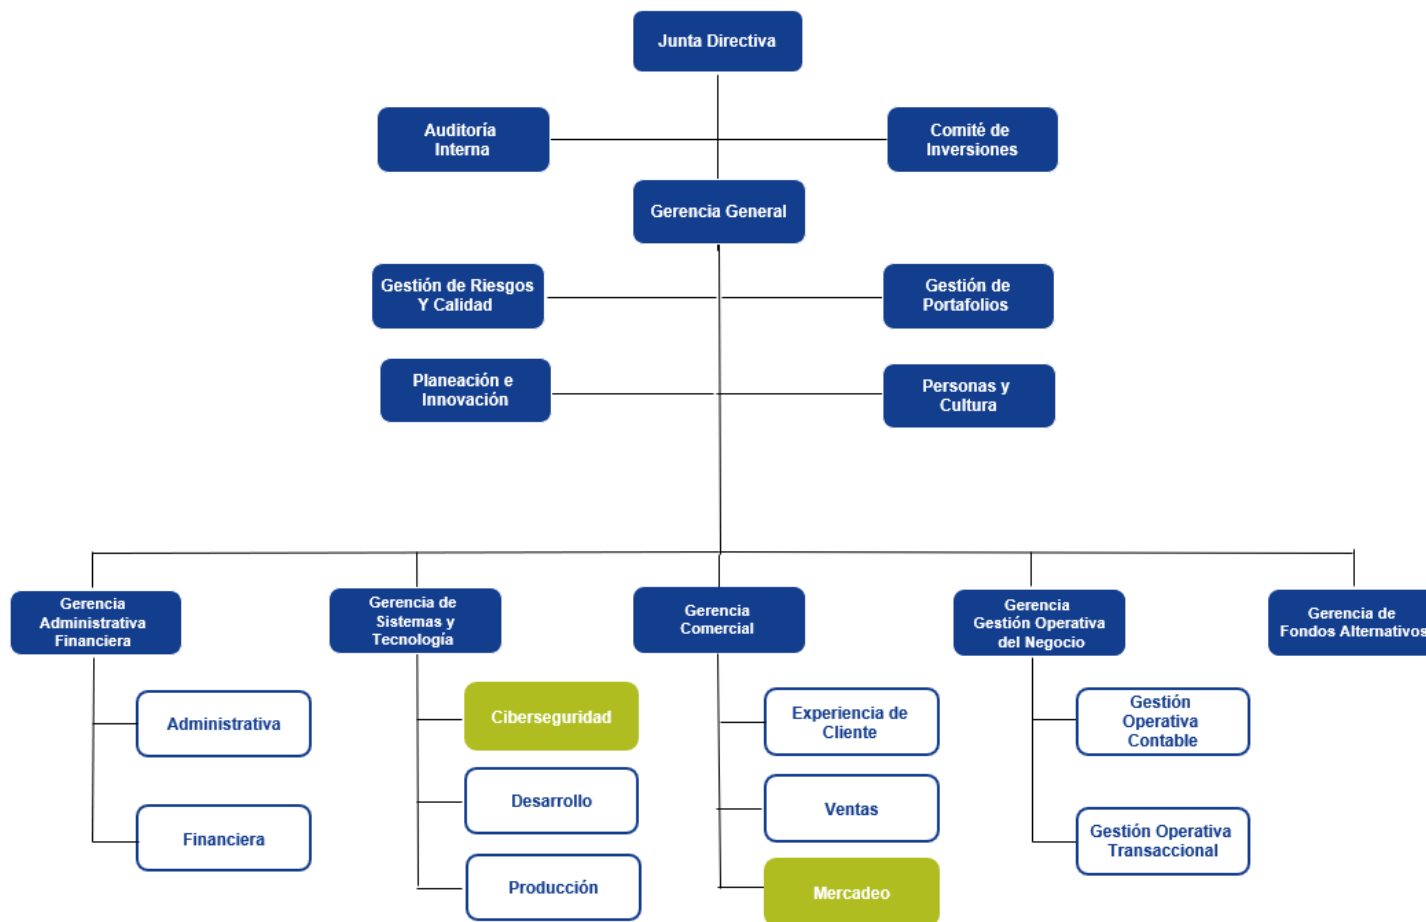 Junta Directiva
Auditoría
Interna
Comité de
Inversiones
Gerencia General
Gestión de Riesgos
Y Calidad
Gestión de
Portafolios
Planeación e
Innovación
Personas y
Cultura
Gerencia
Administrativa
Financiera
Gerencia de
Sistemas y
Tecnología
Gerencia
Comercial
Gerencia
Gestión Operativa
del Negocio
Gerencia de
Fondos Alternativos
Administrativa
Financiera
Ciberseguridad
Desarrollo
Producción
Experiencia de
Cliente
Ventas
Mercadeo
Gestión
Operativa
Contable
Gestión Operativa
Transaccional